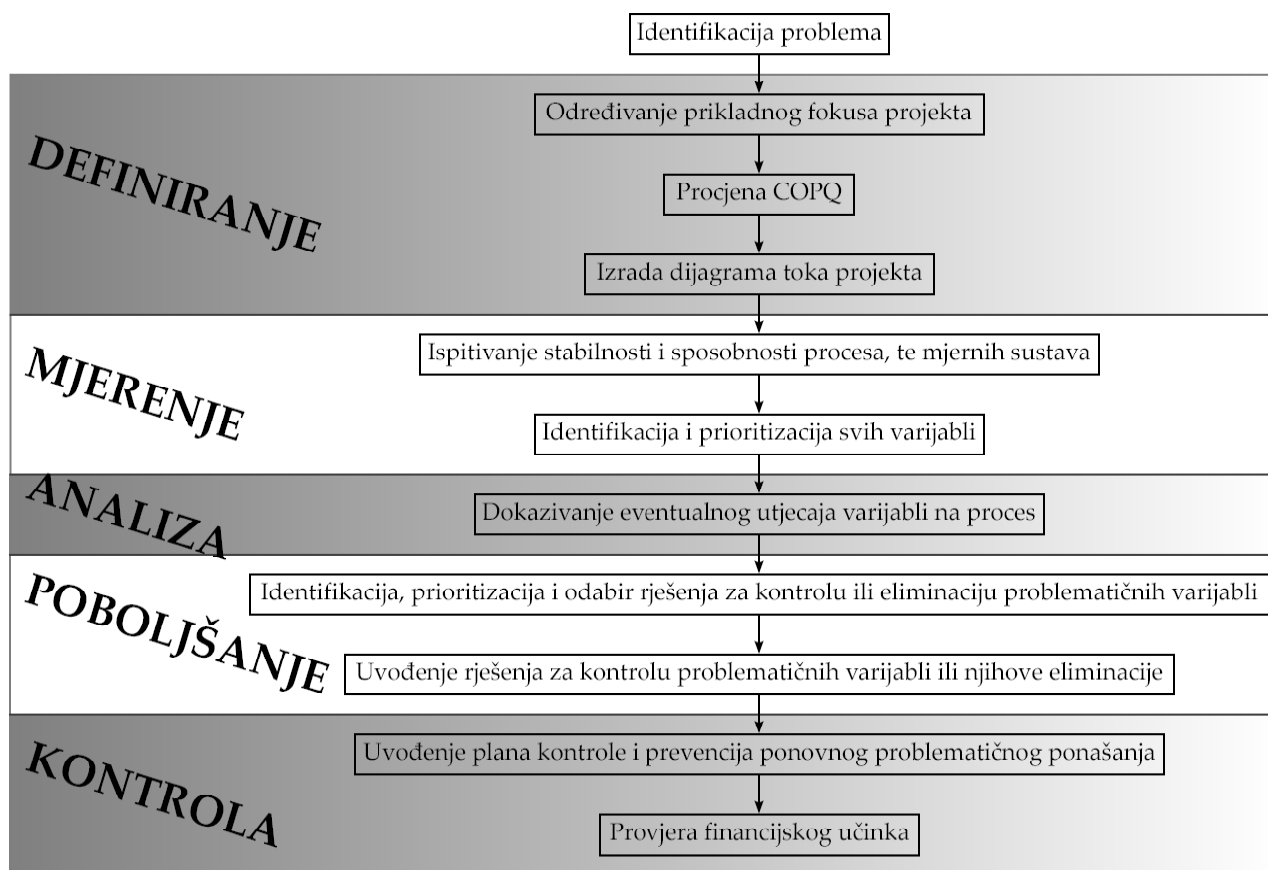 Identifikacija problema
DEFINIRANJE
Određivanje prikladnog fokusa projekta
Procjena COPQ
Izrada dijagrama toka projekta
MJERENJE
Ispitivanje stabilnosti i sposobnosti procesa, te mjernih sustava
Identifikacija i prioritizacija svih varijabli
ANALIZA
Dokazivanje eventualnog utjecaja varijabli na proces
POBOLJŠANJE
Identifikacija, prioritizacija i odabir rješenja za kontrolu ili eliminaciju problematičnih varijabli
Uvođenje rješenja za kontrolu problematičnih varijabli ili njihove eliminacije
KONTROLA
Uvođenje plana kontrole i prevencija ponovnog problematičnog ponašanja
Provjera financijskog učinka